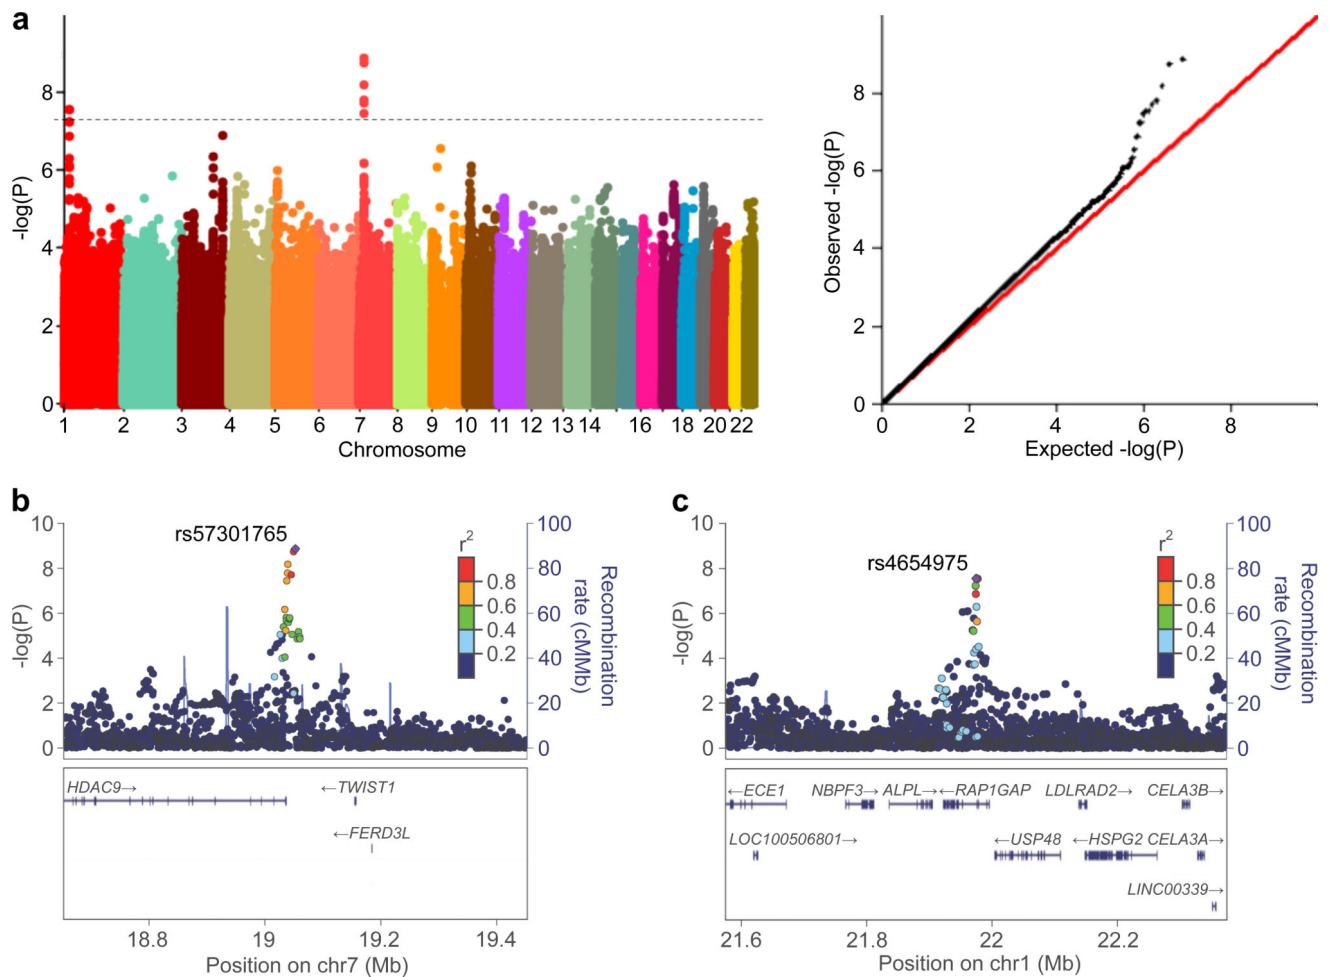 a
-log(P)
8
6
4
2
0
1 2 3 4 5 6 7 8 9 10 11 12 13 14 16 18 20 22
Chromosome
Observed -log(P)
8
6
4
2
0
0 2 4 6 8
Expected -log(P)
b
rs57301765
-log(P)
10
8
6
4
2
0
r2
0.8
0.6
0.4
0.2
100
80
60
40
20
0
Recombination
rate (cMMb)
HDAC9→
←TWIST1
←FERD3L
18.8 19 19.2 19.4
Position on chr7 (Mb)
c
rs4654975
-log(P)
10
8
6
4
2
0
r2
0.8
0.6
0.4
0.2
100
80
60
40
20
0
Recombination
rate (cMMb)
←ECE1 NBPF3→ ALPL→ ←RAP1GAP LDLRAD2→ CELA3B→
LOC100506801→ ←USP48 ←HSPG2 CELA3A→
LINC00339→
21.6 21.8 22 22.2
Position on chr1 (Mb)